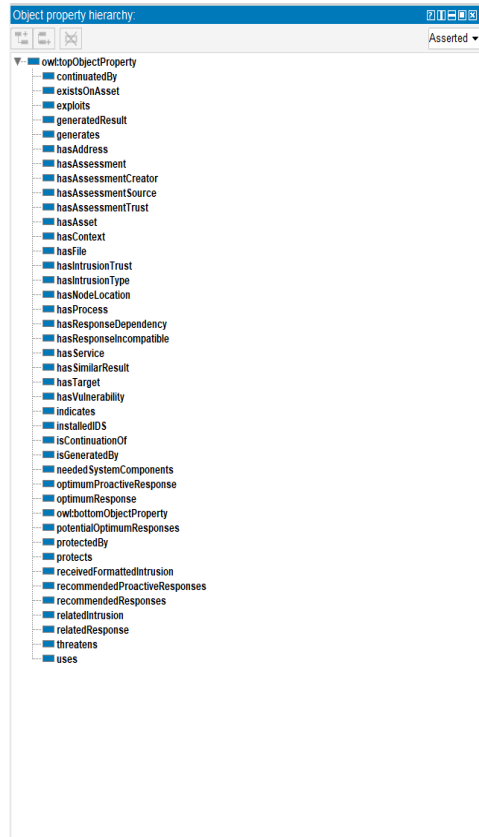 Object property hierarchy:
Asserted
owl:topObjectProperty
continuatedBy
existsOnAsset
exploits
generatedResult
generates
hasAddress
hasAssessment
hasAssessmentCreator
hasAssessmentSource
hasAssessmentTrust
hasAsset
hasContext
hasFile
hasIntrusionTrust
hasIntrusionType
hasNodeLocation
hasProcess
hasResponseDependency
hasResponseIncompatible
hasService
hasSimilarResult
hasTarget
hasVulnerability
indicates
installedIDS
isContinuationOf
isGeneratedBy
neededSystemComponents
optimumProactiveResponse
optimumResponse
owl:bottomObjectProperty
potentialOptimumResponses
protectedBy
protects
receivedFormattedIntrusion
recommendedProactiveResponses
recommendedResponses
relatedIntrusion
relatedResponse
threatens
uses